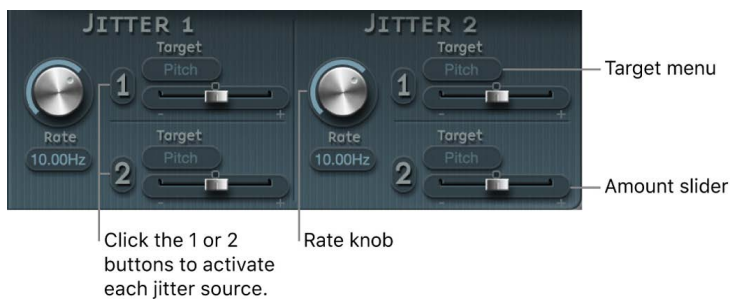 JITTER 1
JITTER 2
Target
Pitch
1
- +
Rate
10.00Hz
Target
Pitch
2
- +
Target
Pitch
1
- +
Rate
10.00Hz
Target
Pitch
2
- +
Target menu
Amount slider
Click the 1 or 2
buttons to activate
each jitter source.
Rate knob